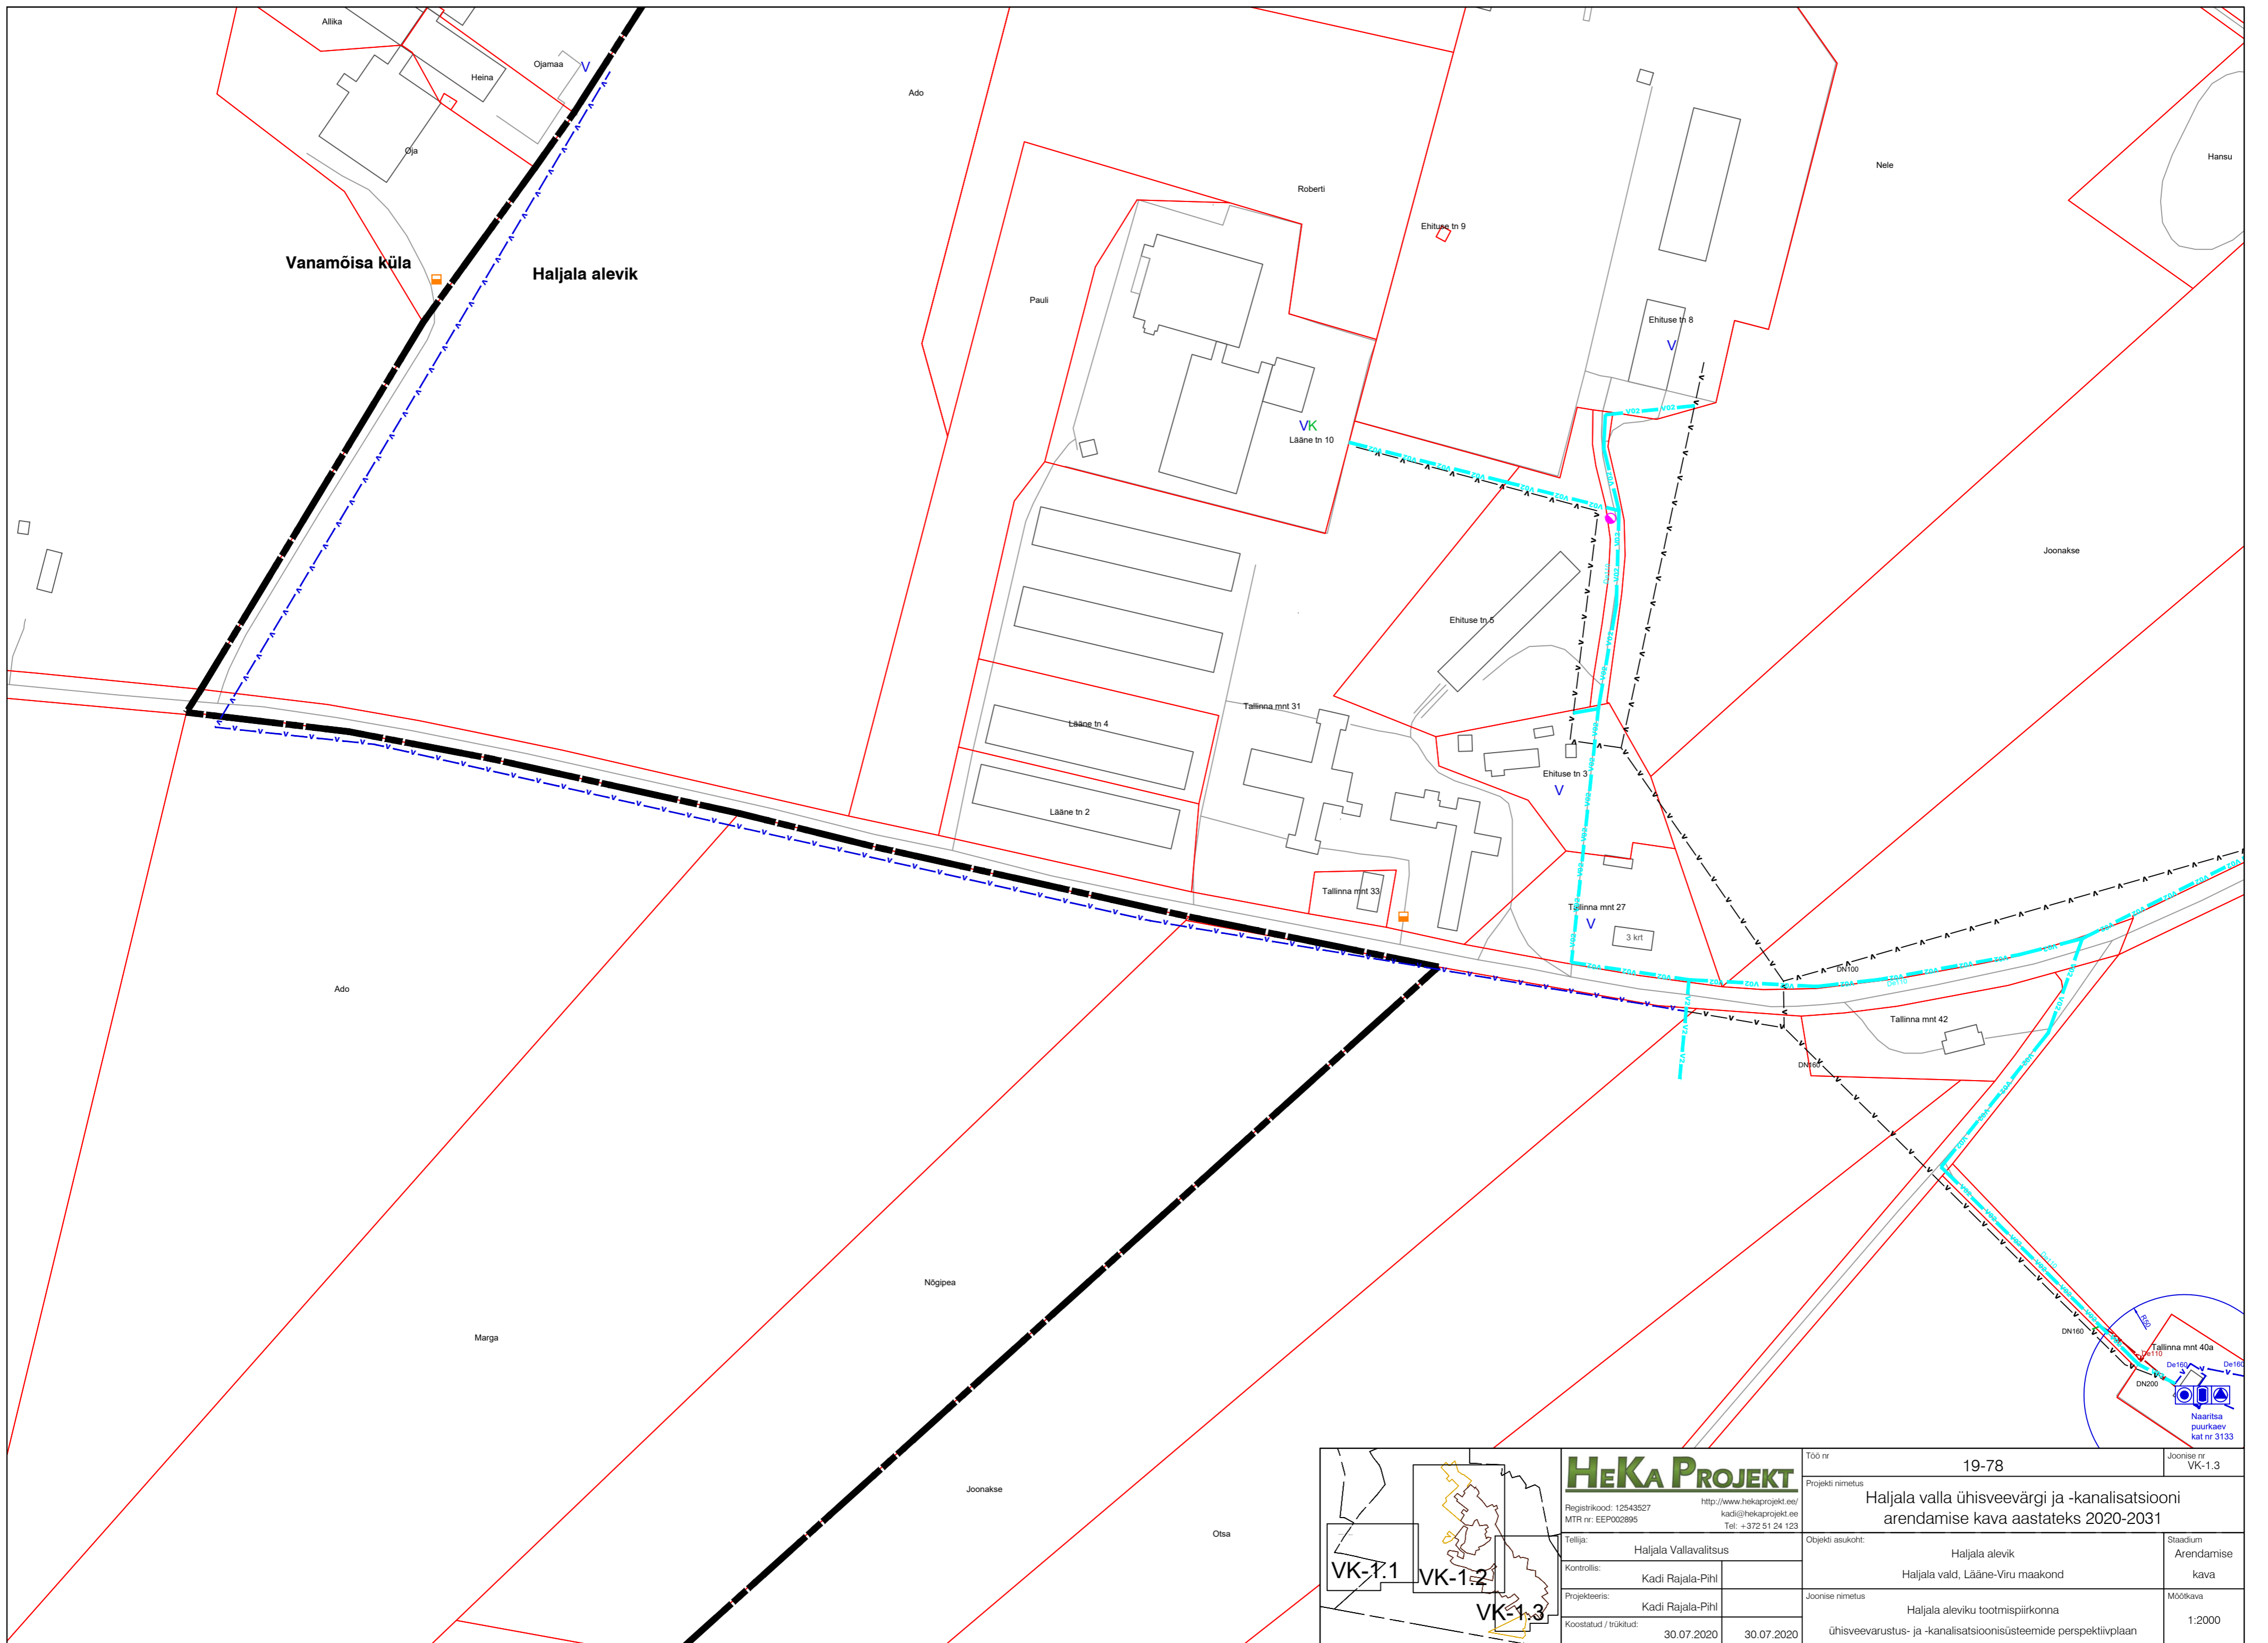 Allika
Heina
Ojamaa
V
Oja
Ado
Roberti
Ehituse tn 9
Nele
Hansu
Vanamõisa küla
Haljala alevik
Pauli
Ehituse tn 8
V
VK
Lääne tn 10
Joonakse
Ehituse tn 5
Tallinna mnt 31
Lääne tn 4
Ehituse tn 3
V
Lääne tn 2
Tallinna mnt 33
Tallinna mnt 27
V
3 krt
DN100
DN110
Ado
Tallinna mnt 42
DN160
Nõgipea
Marga
R50
DN160
Tallinna mnt 40a
De110
De160
De160
DN200
Naaritsa
puurkaev
kat nr 3133
Joonakse
Otsa
VK-1.1
VK-1.2
VK-1.3
HEKA PROJEKT
Registrikood: 12543527
MTR nr: EEP002895
http://www.hekaprojekt.ee/
kadi@hekaprojekt.ee
Tel: +372 51 24 123
Töö nr
19-78
Joonise nr
VK-1.3
Projekti nimetus
Haljala valla ühisveevärgi ja -kanalisatsiooni
arendamise kava aastateks 2020-2031
Tellija:
Haljala Vallavalitsus
Objekti asukoht:
Haljala alevik
Haljala vald, Lääne-Viru maakond
Staadium
Arendamise
kava
Kontrollis:
Kadi Rajala-Pihl
Projekteeris:
Kadi Rajala-Pihl
Koostatud / trükitud:
30.07.2020
30.07.2020
Joonise nimetus
Haljala aleviku tootmispiirkonna
ühisveevarustus- ja -kanalisatsioonisüsteemide perspektiivplaan
Mõõtkava
1:2000